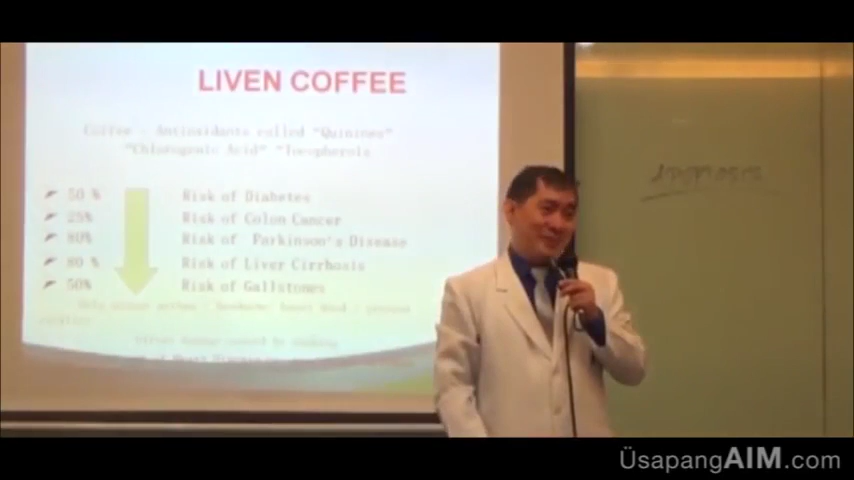 LIVEN COFFEE
Coffee - Antioxidants called "Quinines"
"Chlorogenic Acid" "Tocopherols
50 % Risk of Diabetes
25% Risk of Colon Cancer
80% Risk of Parkinson's Disease
80 % Risk of Liver Cirrhosis
50% Risk of Gallstones
ÜsapangAIM.com